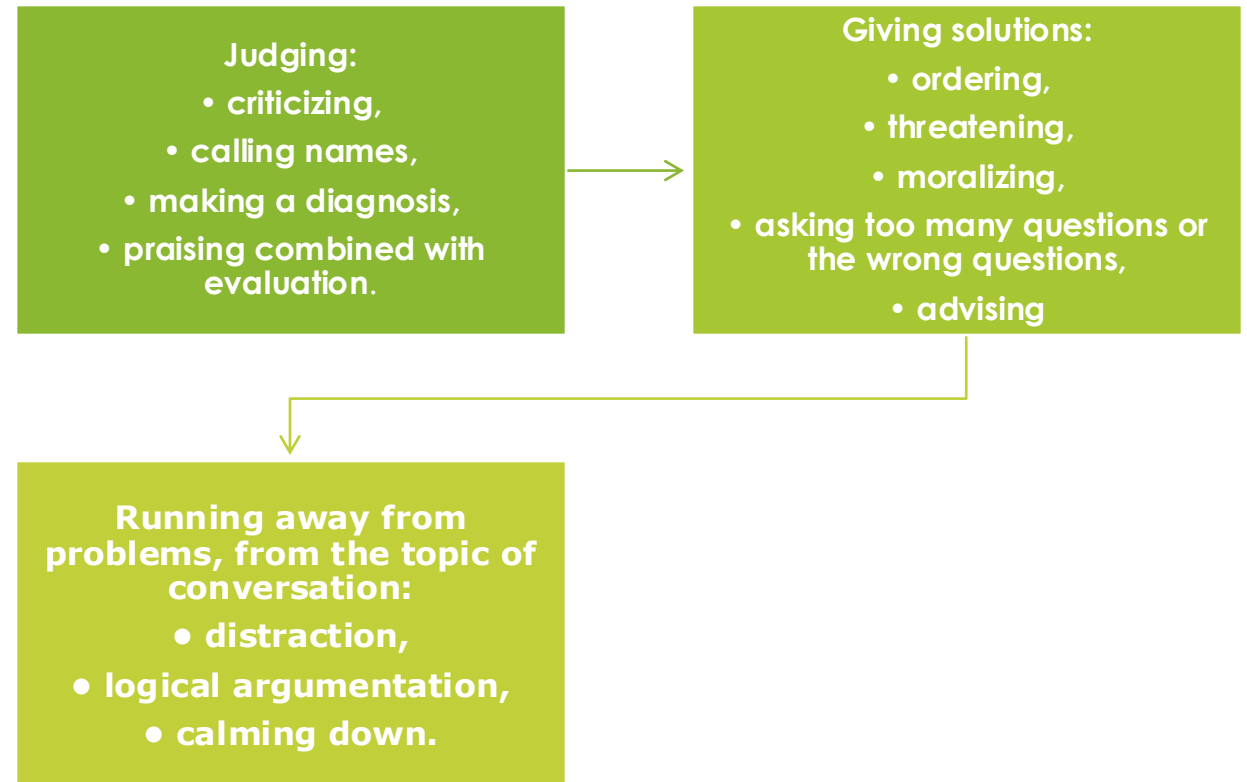 Judging:
• criticizing,
• calling names,
• making a diagnosis,
• praising combined with
evaluation.
Giving solutions:
• ordering,
• threatening,
• moralizing,
• asking too many questions or
the wrong questions,
• advising
Running away from
problems, from the topic of
conversation:
• distraction,
• logical argumentation,
• calming down.